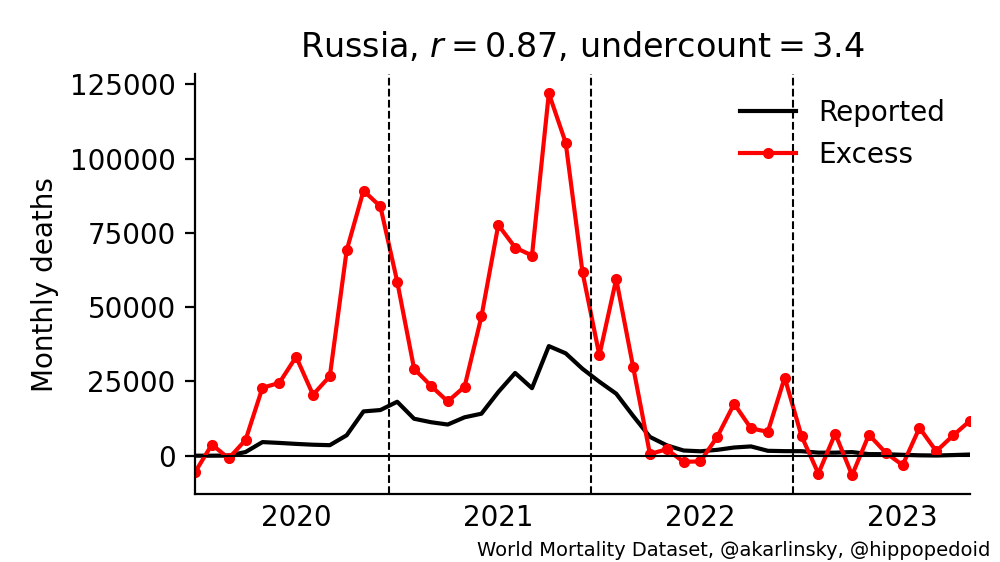 Russia, r = 0.87, undercount = 3.4
Monthly deaths
125000
100000
75000
50000
25000
0
Reported
Excess
2020 2021 2022 2023
World Mortality Dataset, @akarlinsky, @hippopedoid